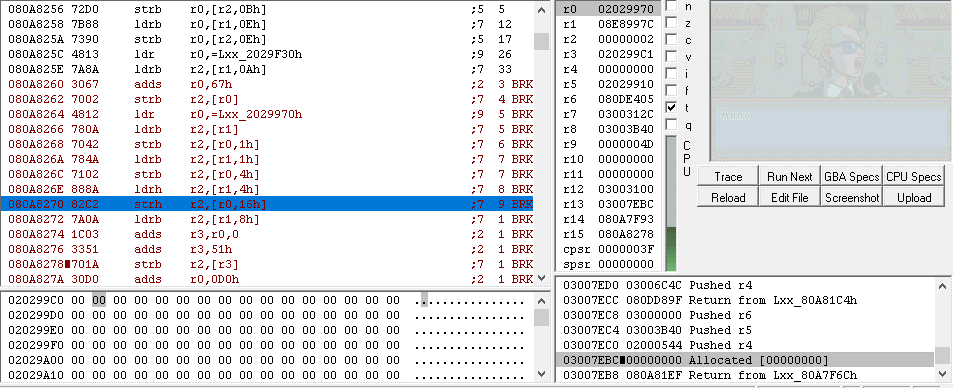 080A8256 72D0 strb r0,[r2,0Bh] ;5 5
080A8258 7B88 ldrb r0,[r1,0Eh] ;7 12
080A825A 7390 strb r0,[r2,0Eh] ;5 17
080A825C 4813 ldr r0,=Lxx_2029F30h ;9 26
080A825E 7A8A ldrb r2,[r1,0Ah] ;7 33
080A8260 3067 adds r0,67h ;2 3 BRK
080A8262 7002 strb r2,[r0] ;7 4 BRK
080A8264 4812 ldr r0,=Lxx_2029970h ;9 5 BRK
080A8266 780A ldrb r2,[r1] ;7 5 BRK
080A8268 7042 strb r2,[r0,1h] ;7 6 BRK
080A826A 784A ldrb r2,[r1,1h] ;7 7 BRK
080A826C 7102 strb r2,[r0,4h] ;7 7 BRK
080A826E 888A ldrh r2,[r1,4h] ;7 8 BRK
080A8270 82C2 strh r2,[r0,16h] ;7 9 BRK
080A8272 7A0A ldrb r2,[r1,8h] ;7 1 BRK
080A8274 1C03 adds r3,r0,0 ;2 1 BRK
080A8276 3351 adds r3,51h ;2 1 BRK
080A8278 701A strb r2,[r3] ;7 1 BRK
080A827A 30D0 adds r0,0D0h ;2 1 BRK
r0 02029970
r1 08E8997C
r2 00000002
r3 020299C1
r4 00000000
r5 02029910
r6 080DE405
r7 0300312C
r8 03003B40
r9 0000004D
r10 00000000
r11 00000000
r12 03003100
r13 03007EBC
r14 080A7F93
r15 080A8278
cpsr 0000003F
spsr 00000000
n
z
c
v
i
f
t
q
C
P
U
Anno
Trace Run Next GBA Specs CPU Specs
Reload Edit File Screenshot Upload
020299C0 00 00 00 00 00 00 00 00 00 00 00 00 00 00 00 00 ................
020299D0 00 00 00 00 00 00 00 00 00 00 00 00 00 00 00 00 ................
020299E0 00 00 00 00 00 00 00 00 00 00 00 00 00 00 00 00 ................
020299F0 00 00 00 00 00 00 00 00 00 00 00 00 00 00 00 00 ................
02029A00 00 00 00 00 00 00 00 00 00 00 00 00 00 00 00 00 ................
02029A10 00 00 00 00 00 00 00 00 00 00 00 00 00 00 00 00 ................
03007ED0 03006C4C Pushed r4
03007ECC 080DD89F Return from Lxx_80A81C4h
03007EC8 03000000 Pushed r6
03007EC4 03003B40 Pushed r5
03007EC0 02000544 Pushed r4
03007EBC 00000000 Allocated [00000000]
03007EB8 080A81EF Return from Lxx_80A7F6Ch